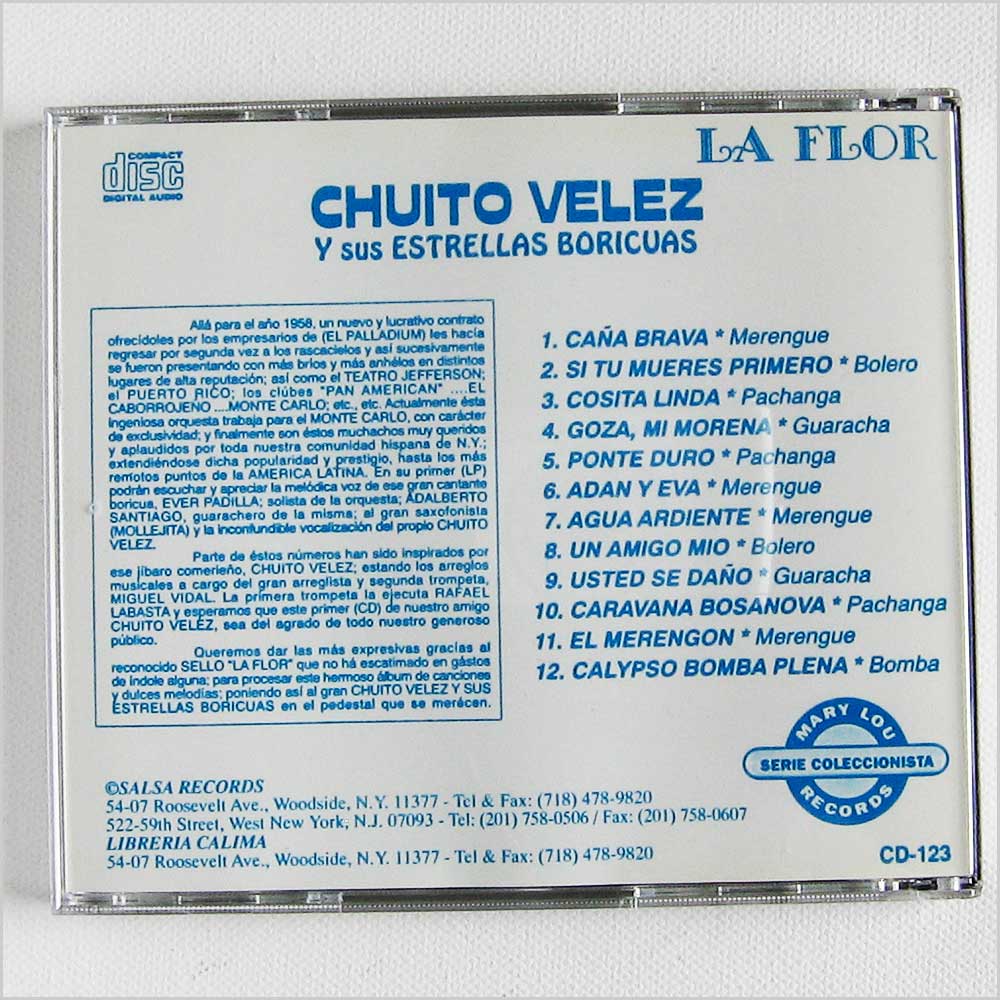 COMPACT
disc
DIGITAL AUDIO
LA FLOR
CHUITO VELEZ
Y sus ESTRELLAS BORICUAS
Allá para el año 1958, un nuevo y lucrativo contrato
ofrecídoles por los empresarios de (EL PALLADIUM) les hacía
regresar por segunda vez a los rascacielos y así sucesivamente
se fueron presentando con más brios y más anhélos en distintos
lugares de alta reputación; así como el TEATRO JEFFERSON;
el PUERTO RICO; los clúbes "PAN AMERICAN" ....EL
CABORROJENO ....MONTE CARLO; etc., etc. Actualmente ésta
ingeniosa orquesta trabaja para el MONTE CARLO, con carácter
de exclusividad; y finalmente son éstos muchachos muy queridos
y aplaudidos por toda nuestra comunidad hispana de N.Y.;
extendiéndose dicha popularidad y prestigio, hasta los más
remotos puntos de la AMERICA LATINA. En su primer (LP)
podrán escuchar y apreciar la melódica voz de ese gran cantante
boricua, EVER PADILLA; solista de la orquesta; ADALBERTO
SANTIAGO, guarachero de la misma; al gran saxofonista
(MOLLEJITA) y la inconfundible vocalización del propio CHUITO
VELEZ.
Parte de éstos números han sido inspirados por
ese jíbaro comerieño, CHUITO VELEZ; estando los arreglos
musicales a cargo del gran arreglista y segunda trompeta,
MIGUEL VIDAL. La primera trompeta la ejecuta RAFAEL
LABASTA y esperamos que este primer (CD) de nuestro amigo
CHUITO VELEZ, sea del agrado de todo nuestro generoso
público.
Queremos dar las más expresivas gracias al
reconocido SELLO "LA FLOR" que no há escatimado en gástos
de índole alguna; para procesar este hermoso álbum de canciones
y dulces melodías; poniendo así al gran CHUITO VELEZ Y SUS
ESTRELLAS BORICUAS en el pedestal que se merécen.
1. CAÑA BRAVA * Merengue
2. SI TU MUERES PRIMERO * Bolero
3. COSITA LINDA * Pachanga
4. GOZA, MI MORENA * Guaracha
5. PONTE DURO * Pachanga
6. ADAN Y EVA * Merengue
7. AGUA ARDIENTE * Merengue
8. UN AMIGO MIO * Bolero
9. USTED SE DAÑO * Guaracha
10. CARAVANA BOSANOVA * Pachanga
11. EL MERENGON * Merengue
12. CALYPSO BOMBA PLENA * Bomba
MARY LOU
SERIE COLECCIONISTA
RECORDS
©SALSA RECORDS
54-07 Roosevelt Ave., Woodside, N.Y. 11377 - Tel & Fax: (718) 478-9820
522-59th Street, West New York, N.J. 07093 - Tel: (201) 758-0506 / Fax: (201) 758-0607
LIBRERIA CALIMA
54-07 Roosevelt Ave., Woodside, N.Y. 11377 - Tel & Fax: (718) 478-9820
CD-123